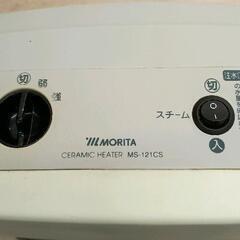 切 弱
強
切
スチーム
入
MORITA
CERAMIC HEATER MS-121CS